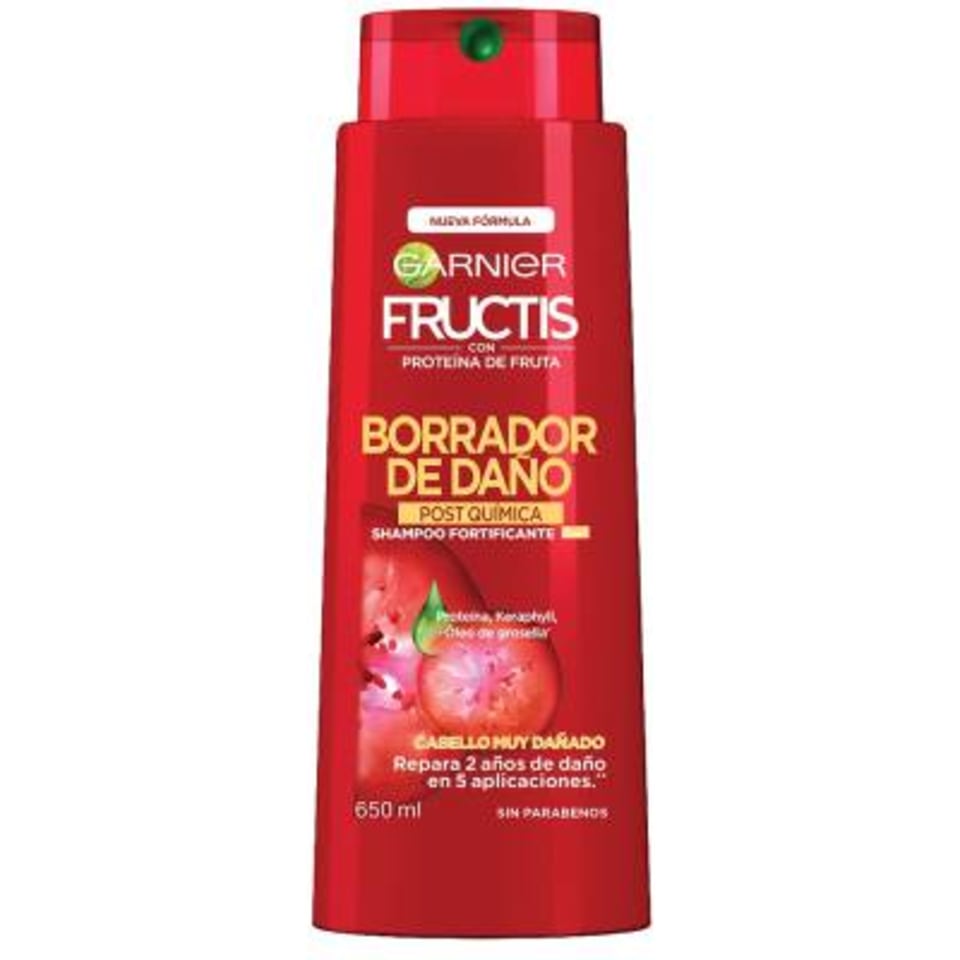 NUEVA FÓRMULA
GARNIER
FRUCTIS
CON
PROTEÍNA DE FRUTA
BORRADOR
DE DAÑO
POST QUÍMICA
SHAMPOO FORTIFICANTE
Proteína, Keraphyll,
+Óleo de grosella*
CABELLO MUY DAÑADO
Repara 2 años de daño
en 5 aplicaciones.**
650 ml
SIN PARABENOS